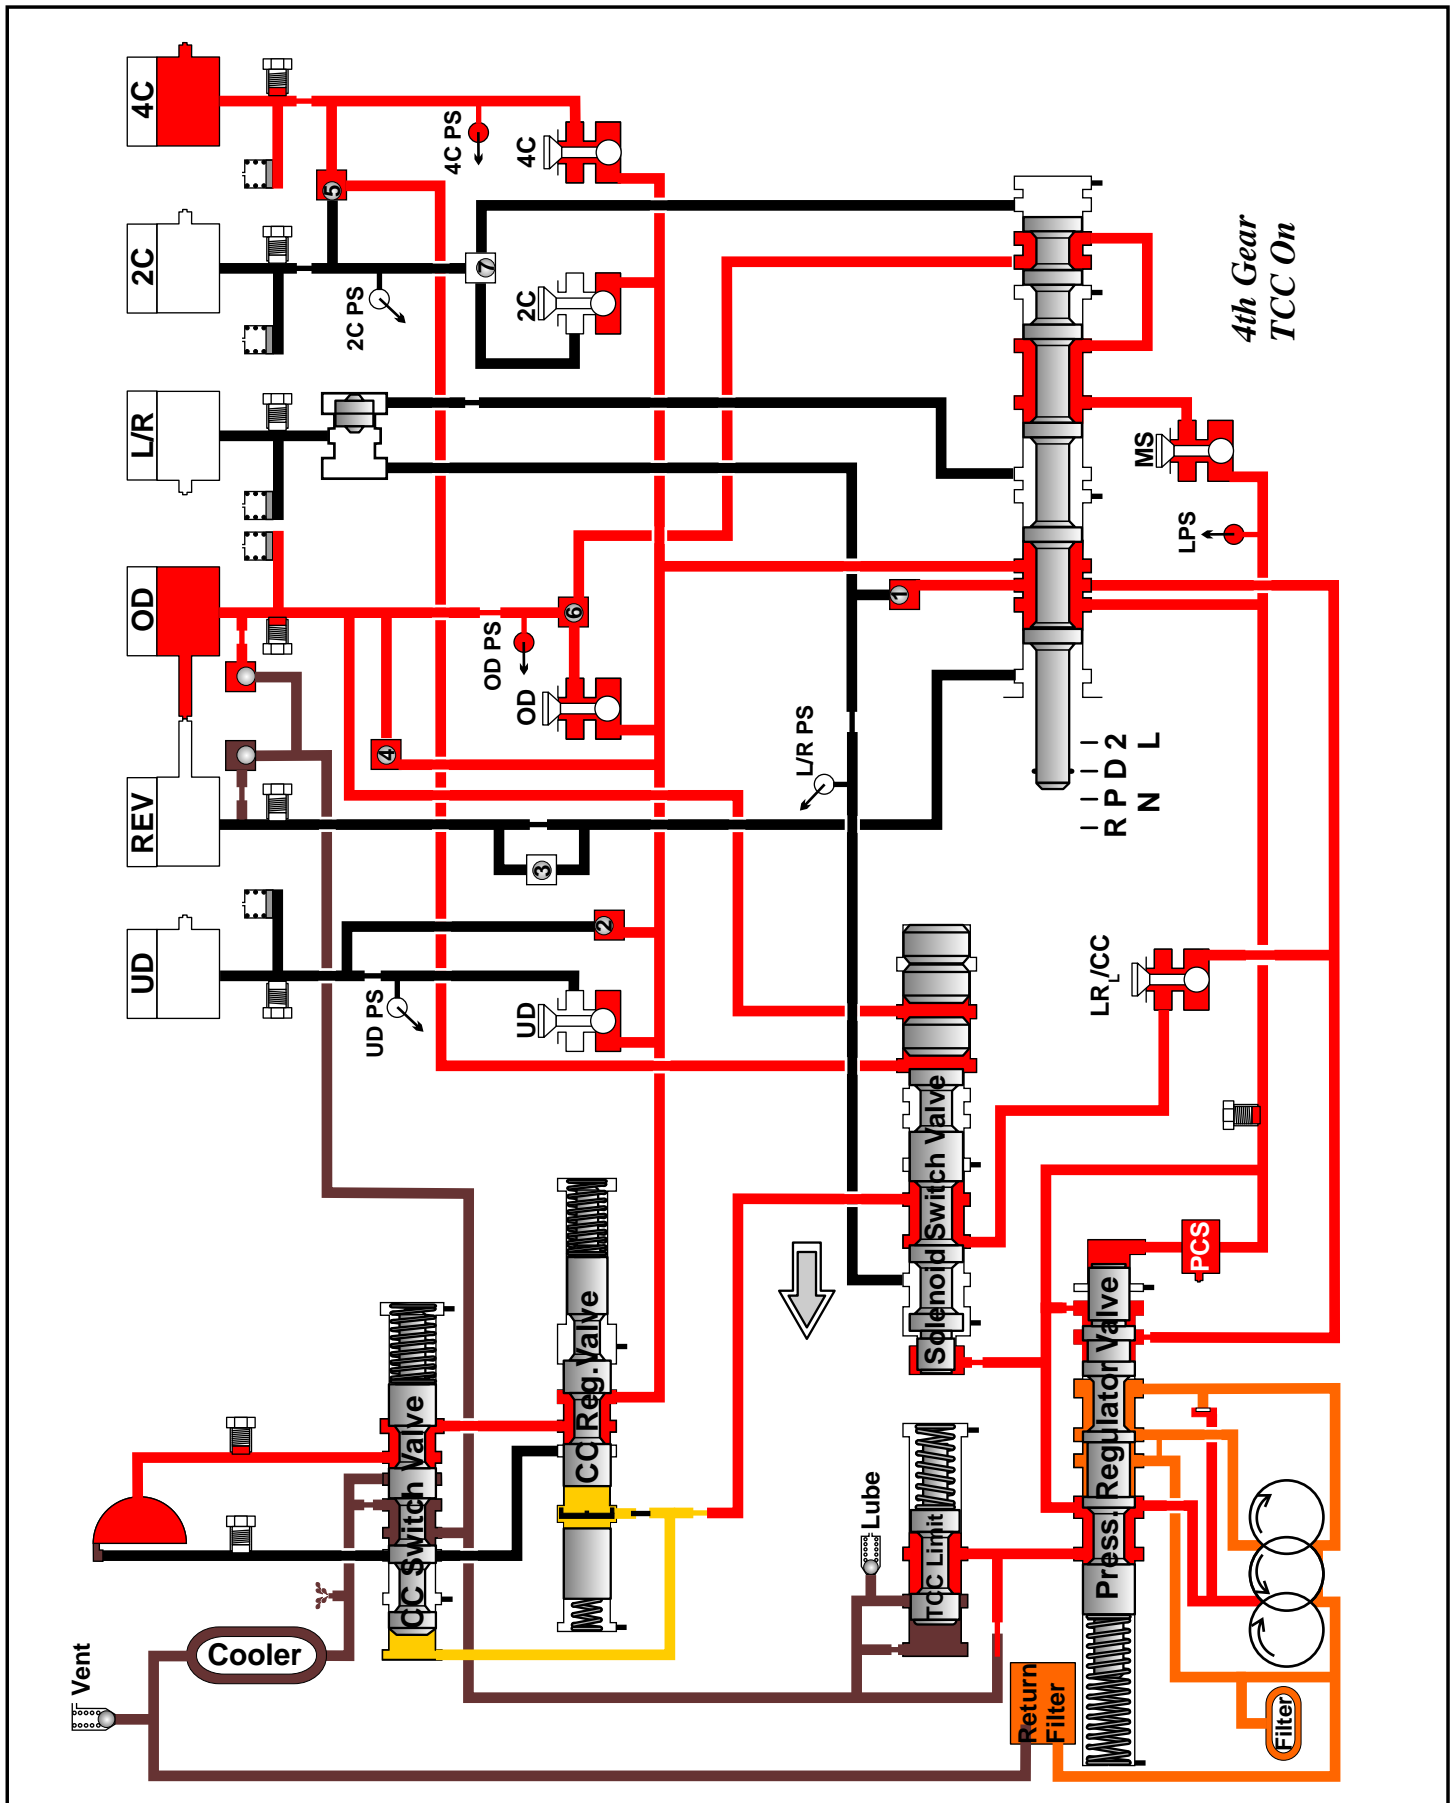 4C
2C
L/R
OD
REV
UD
4C PS
5
4C
2C PS
7
2C
OD PS
6
OD
4
3
L/R PS
1
UD PS
2
UD
MS
LPS
4th Gear
TCC On
R P D 2
N L
LR
L
/CC
Solenoid Switch Valve
CC Reg. Valve
CC Switch Valve
PCS
Press. Regulator Valve
TCC Limit
Lube
Vent
Cooler
Return
Filter
Filter